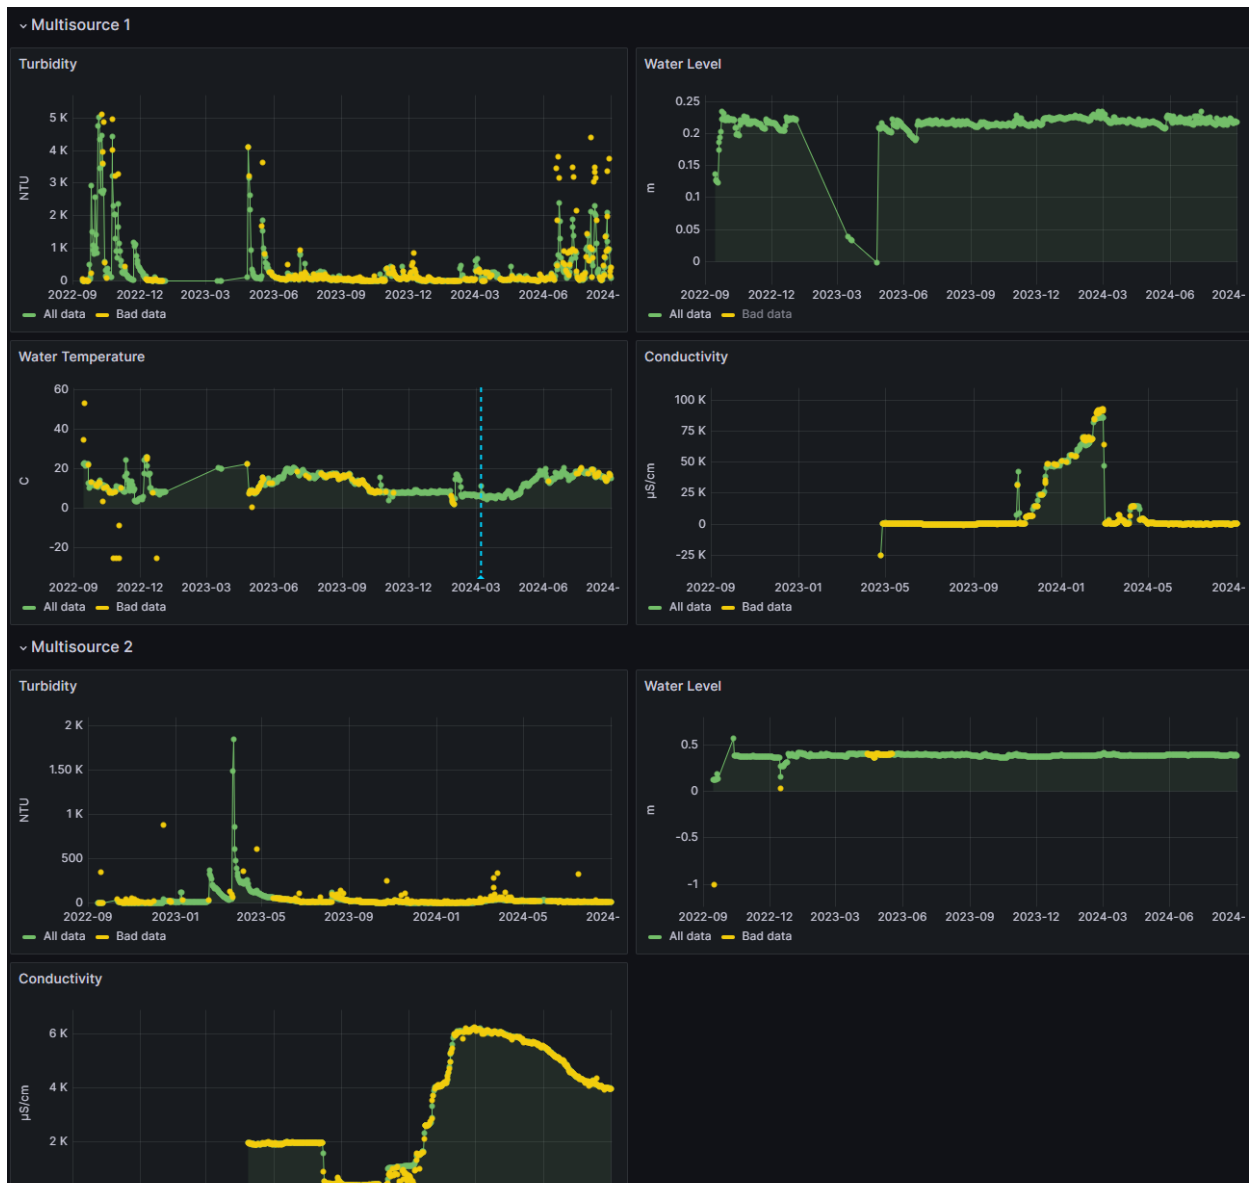 Multisource 1
Turbidity
5 K
4 K
3 K
2 K
1 K
0
NTU
2022-09 2022-12 2023-03 2023-06 2023-09 2023-12 2024-03 2024-06 2024-
All data Bad data
Water Level
0.25
0.2
0.15
0.1
0.05
0
m
2022-09 2022-12 2023-03 2023-06 2023-09 2023-12 2024-03 2024-06 2024-
All data Bad data
Water Temperature
60
40
20
0
-20
C
2022-09 2022-12 2023-03 2023-06 2023-09 2023-12 2024-03 2024-06 2024-
All data Bad data
Conductivity
100 K
75 K
50 K
25 K
0
-25 K
µS/cm
2022-09 2023-01 2023-05 2023-09 2024-01 2024-05 2024-
All data Bad data
Multisource 2
Turbidity
2 K
1.50 K
1 K
500
0
NTU
2022-09 2023-01 2023-05 2023-09 2024-01 2024-05 2024-
All data Bad data
Water Level
0.5
0
-0.5
-1
m
2022-09 2022-12 2023-03 2023-06 2023-09 2023-12 2024-03 2024-06 2024-
All data Bad data
Conductivity
6 K
4 K
2 K
µS/cm